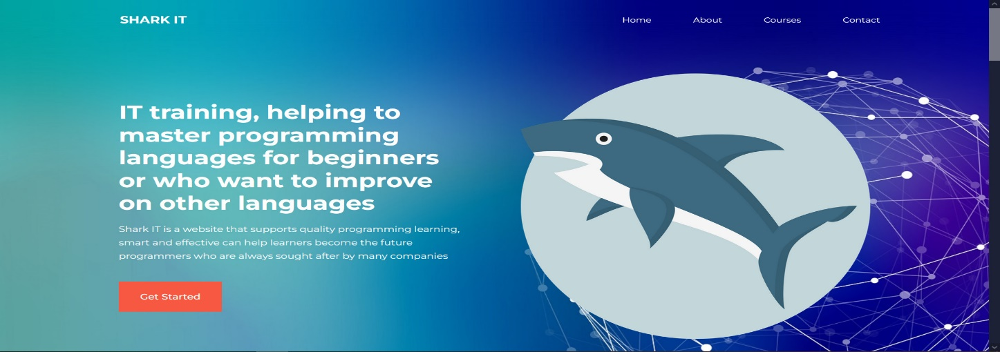 SHARK IT
Home
About
Courses
Contact
IT training, helping to
master programming
languages for beginners
or who want to improve
on other languages
Shark IT is a website that supports quality programming learning,
smart and effective can help learners become the future
programmers who are always sought after by many companies
Get Started